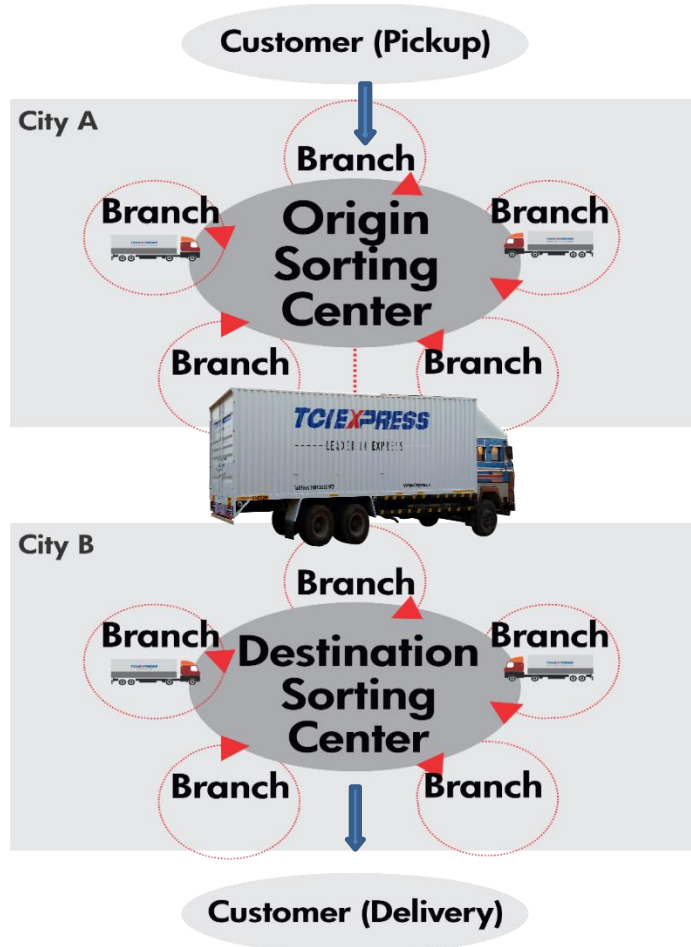 Customer (Pickup)
City A
Branch
Branch
Branch
Origin
Sorting
Center
Branch
Branch
TCIEXPRESS
LEADER IN EXPRESS
City B
Branch
Branch
Branch
Destination
Sorting
Center
Branch
Branch
Customer (Delivery)